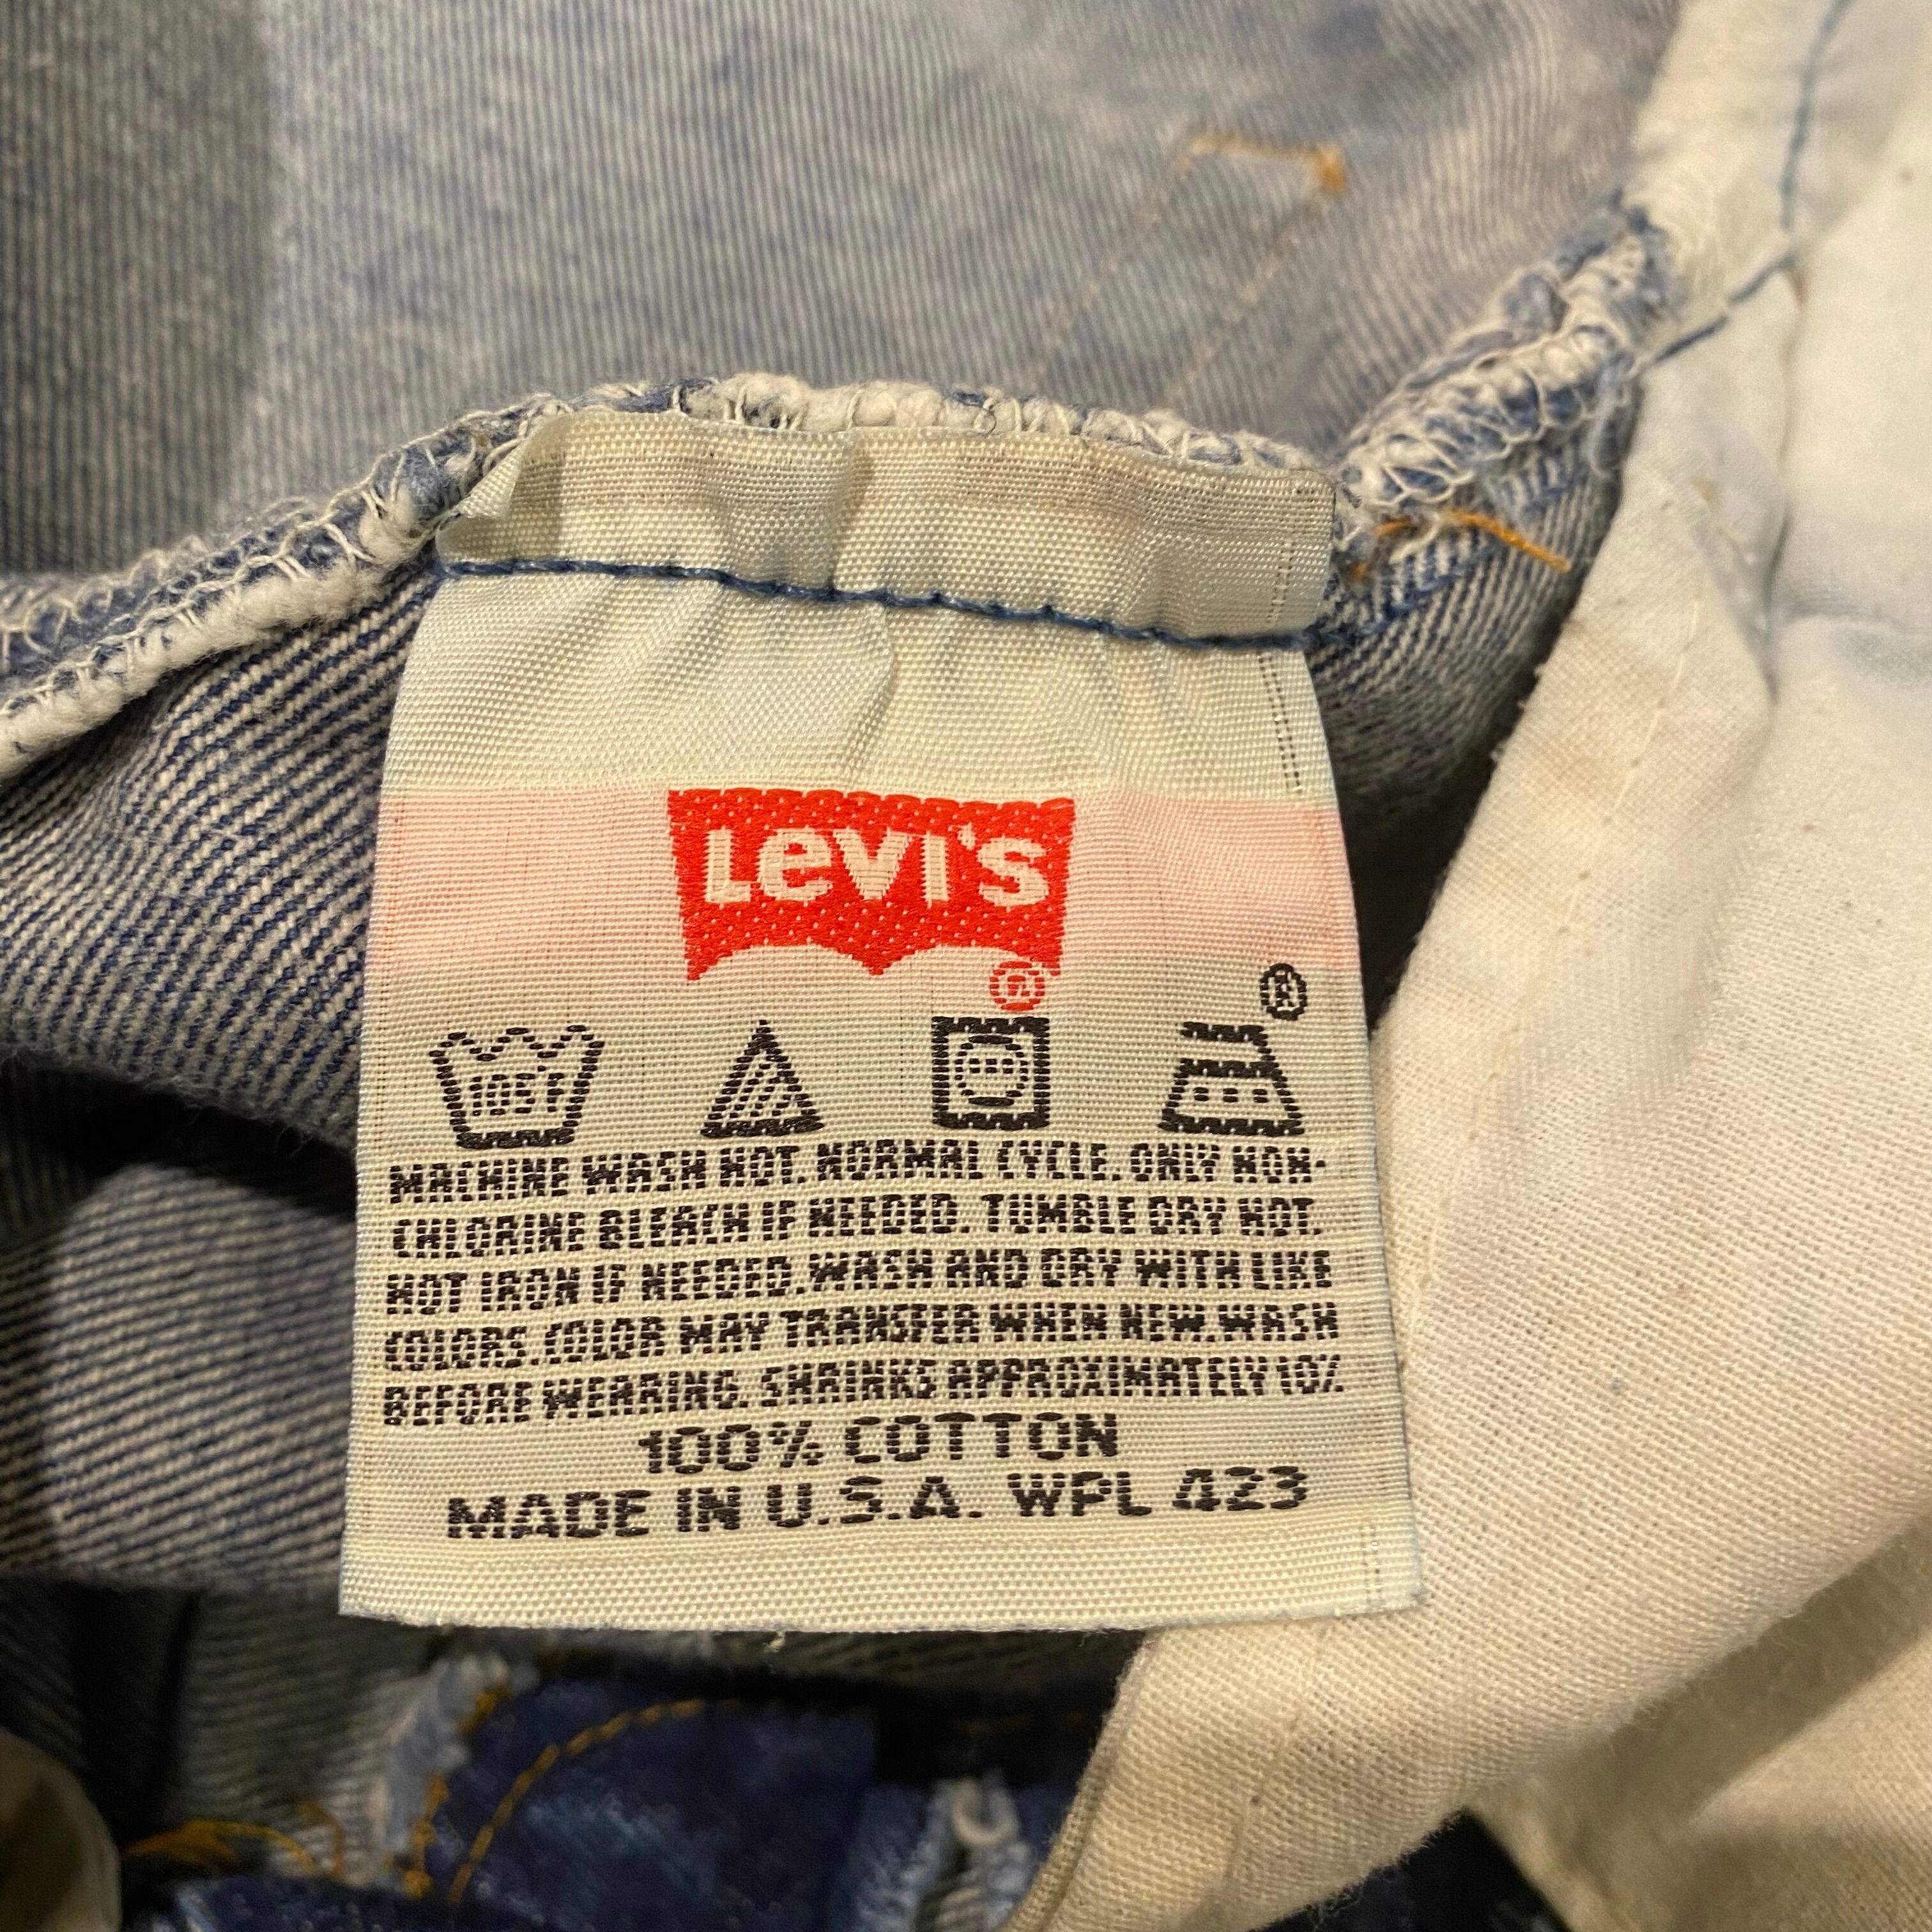 Levi's
®
®
105F
MACHINE WASH HOT. NORMAL CYCLE. ONLY NON-
CHLORINE BLEACH IF NEEDED. TUMBLE DRY HOT.
HOT IRON IF NEEDED. WASH AND DRY WITH LIKE
COLORS. COLOR MAY TRANSFER WHEN NEW. WASH
BEFORE WEARING. SHRINKS APPROXIMATELY 10%
100% COTTON
MADE IN U.S.A. WPL 423